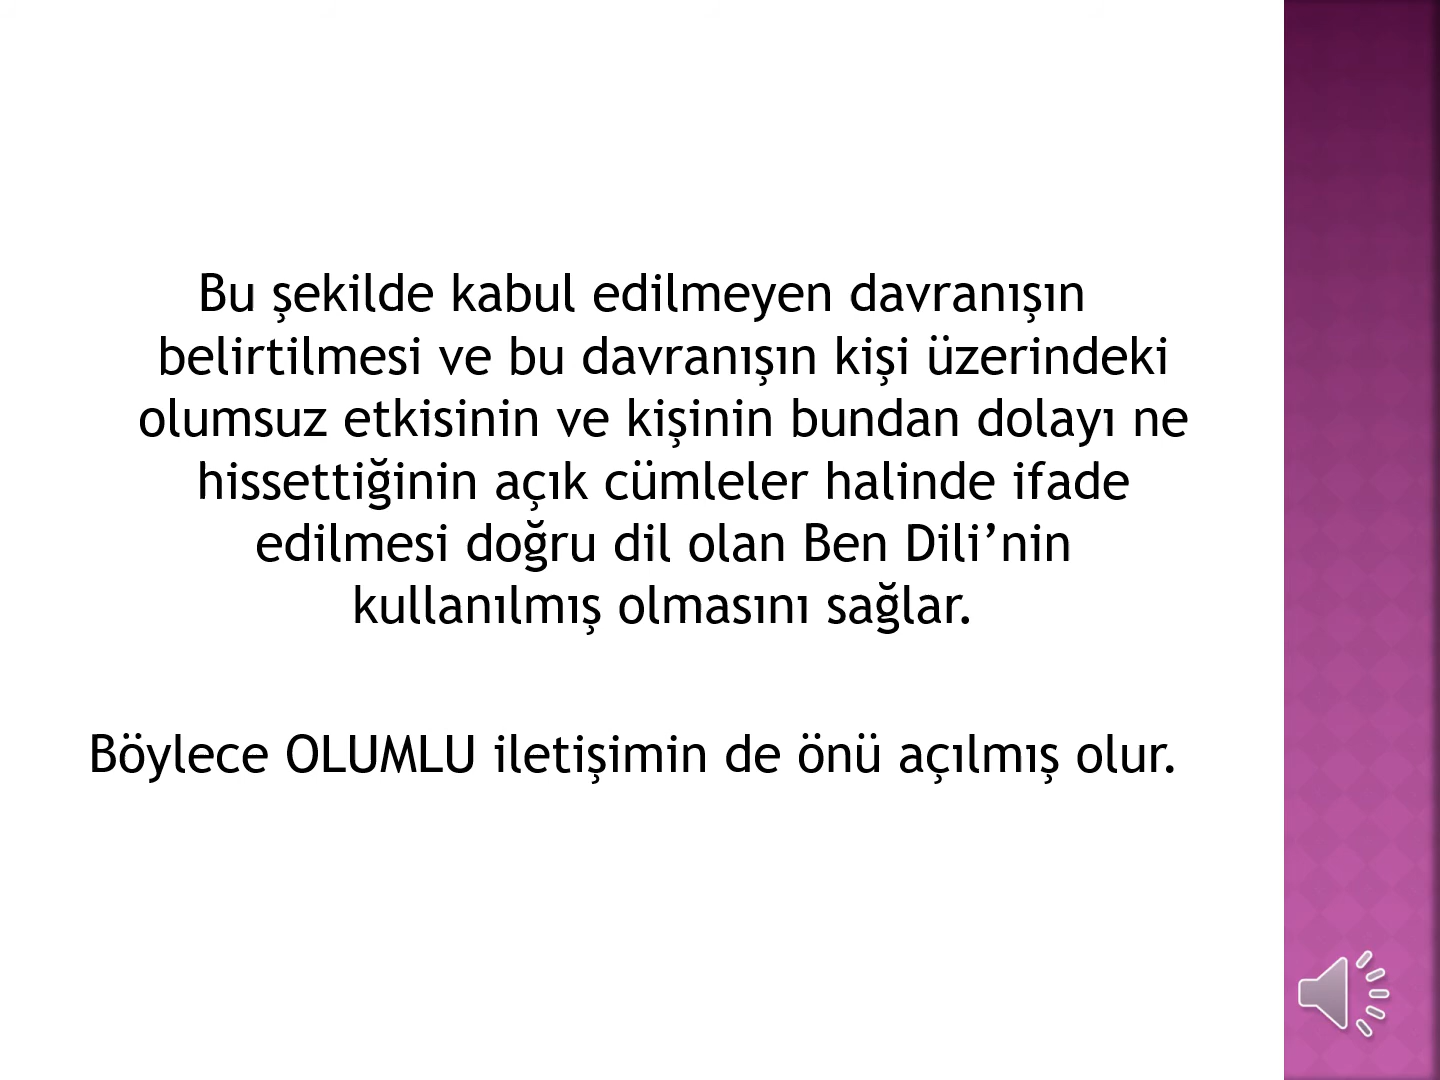 Bu şekilde kabul edilmeyen davranışın
belirtilmesi ve bu davranışın kişi üzerindeki
olumsuz etkisinin ve kişinin bundan dolayı ne
hissettiğinin açık cümleler halinde ifade
edilmesi doğru dil olan Ben Dili’nin
kullanılmış olmasını sağlar.
Böylece OLUMLU iletişimin de önü açılmış olur.